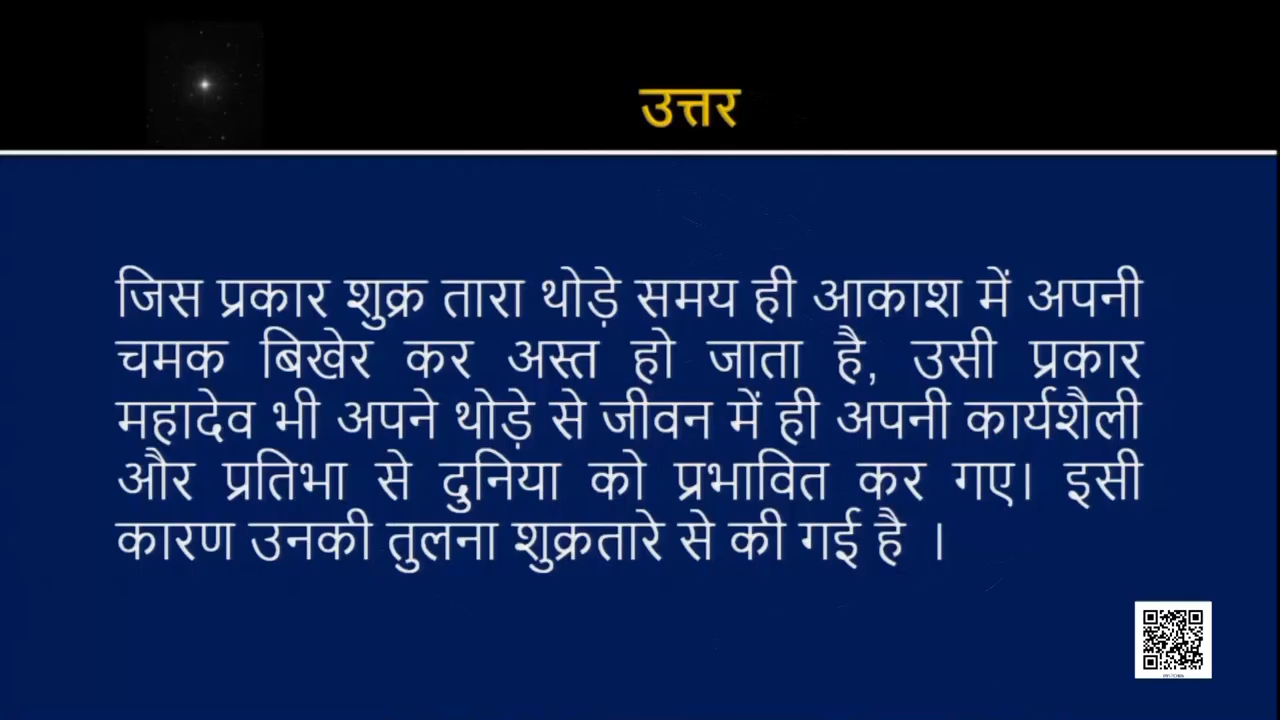 उत्तर
जिस प्रकार शुक्र तारा थोड़े समय ही आकाश में अपनी
चमक बिखेर कर अस्त हो जाता है, उसी प्रकार
महादेव भी अपने थोड़े से जीवन में ही अपनी कार्यशैली
और प्रतिभा से दुनिया को प्रभावित कर गए। इसी
कारण उनकी तुलना शुक्रतारे से की गई है ।